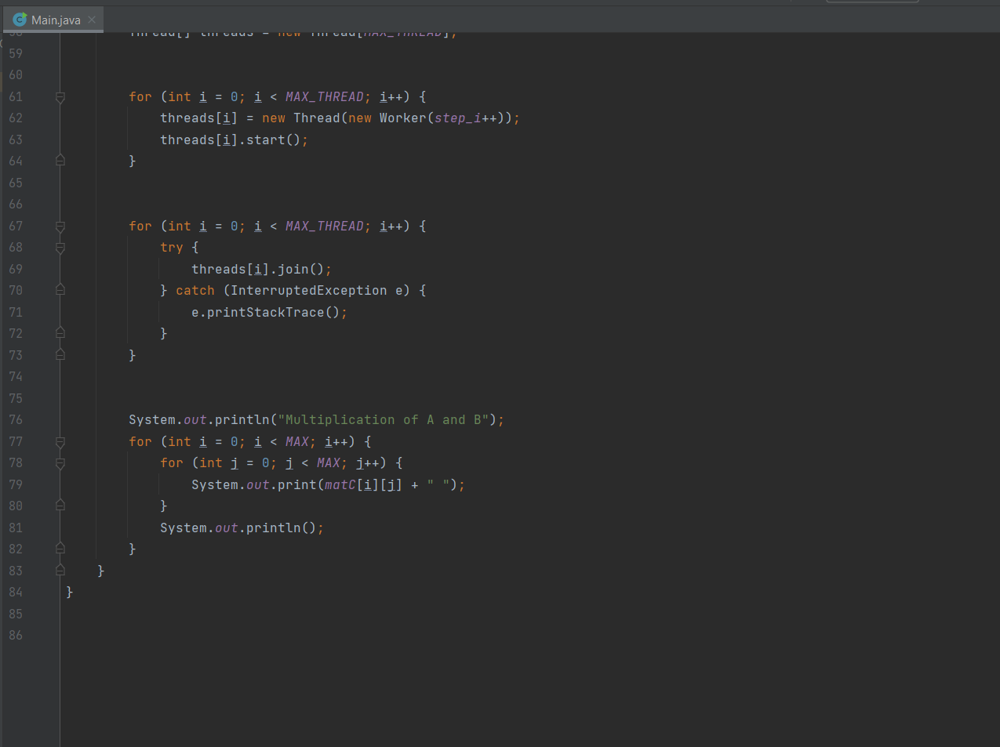 Main.java
58 Thread[] threads = new Thread[MAX_THREAD];
59
60
61 for (int i = 0; i < MAX_THREAD; i++) {
62 threads[i] = new Thread(new Worker(step_i++));
63 threads[i].start();
64 }
65
66
67 for (int i = 0; i < MAX_THREAD; i++) {
68 try {
69 threads[i].join();
70 } catch (InterruptedException e) {
71 e.printStackTrace();
72 }
73 }
74
75
76 System.out.println("Multiplication of A and B");
77 for (int i = 0; i < MAX; i++) {
78 for (int j = 0; j < MAX; j++) {
79 System.out.print(matC[i][j] + " ");
80 }
81 System.out.println();
82 }
83 }
84 }
85
86